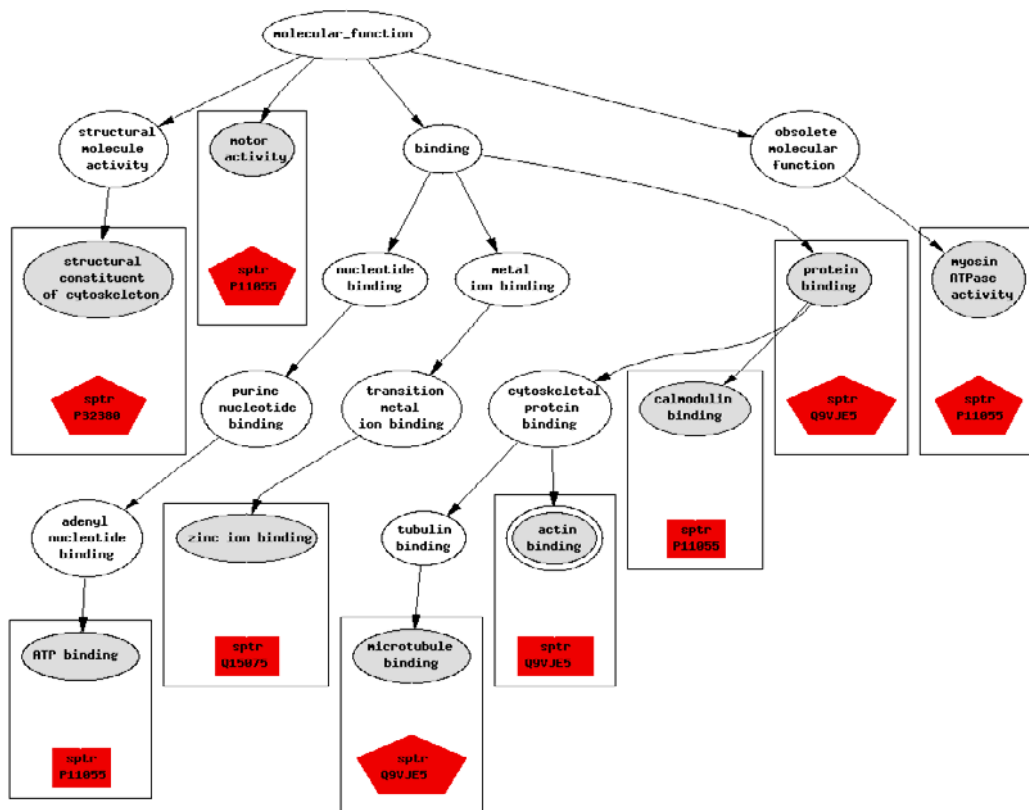 molecular_function
structural
molecule
activity
motor
activity
binding
obsolete
molecular
function
structural
constituent
of cytoskeleton
sptr
P11055
nucleotide
binding
metal
ion binding
protein
binding
myosin
ATPase
activity
sptr
P32380
purine
nucleotide
binding
transition
metal
ion binding
cytoskeletal
protein
binding
calmodulin
binding
sptr
Q9VJE5
sptr
P11055
adenyl
nucleotide
binding
zinc ion binding
tubulin
binding
actin
binding
sptr
P11055
ATP binding
sptr
Q15075
microtubule
binding
sptr
Q9VJE5
sptr
P11055
sptr
Q9VJE5